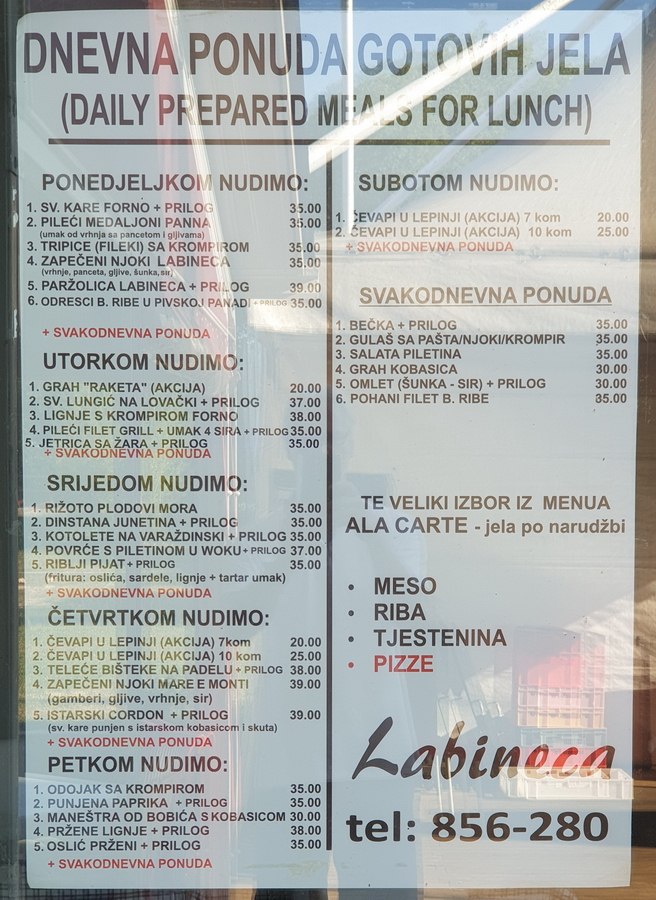 DNEVNA PONUDA GOTOVIH JELA
(DAILY PREPARED MEALS FOR LUNCH)
PONEDJELJKOM NUDIMO:
1. SV. KARE FORNO + PRILOG 35.00
2. PILEĆI MEDALJONI PANNA 35.00
(umak od vrhnja sa pancetom i gljivama)
3. TRIPICE (FILEKI) SA KROMPIROM 35.00
4. ZAPEČENI NJOKI LABINECA 35.00
(vrhnje, panceta, gljive, šunka,sir)
5. PARŽOLICA LABINECA + PRILOG 39.00
6. ODRESCI B. RIBE U PIVSKOJ PANADI + PRILOG 35.00
+ SVAKODNEVNA PONUDA
UTORKOM NUDIMO:
1. GRAH "RAKETA" (AKCIJA) 20.00
2. SV. LUNGIĆ NA LOVAČKI + PRILOG 37.00
3. LIGNJE S KROMPIROM FORNO 38.00
4. PILEĆI FILET GRILL + UMAK 4 SIRA + PRILOG 35.00
5. JETRICA SA ŽARA + PRILOG 35.00
+ SVAKODNEVNA PONUDA
SRIJEDOM NUDIMO:
1. RIŽOTO PLODOVI MORA 35.00
2. DINSTANA JUNETINA + PRILOG 35.00
3. KOTOLETE NA VARAŽDINSKI + PRILOG 35.00
4. POVRĆE S PILETINOM U WOKU + PRILOG 37.00
5. RIBLJI PIJAT + PRILOG 35.00
(fritura: oslića, sardele, lignje + tartar umak)
+ SVAKODNEVNA PONUDA
ČETVRTKOM NUDIMO:
1. ČEVAPI U LEPINJI (AKCIJA) 7kom 20.00
2. ČEVAPI U LEPINJI (AKCIJA) 10 kom 25.00
3. TELEĆE BIŠTEKE NA PADELU + PRILOG 38.00
4. ZAPEČENI NJOKI MARE E MONTI 39.00
(gamberi, gljive, vrhnje, sir)
5. ISTARSKI CORDON + PRILOG 39.00
(sv. kare punjen s istarskom kobasicom i skuta)
+ SVAKODNEVNA PONUDA
PETKOM NUDIMO:
1. ODOJAK SA KROMPIROM 35.00
2. PUNJENA PAPRIKA + PRILOG 35.00
3. MANEŠTRA OD BOBIĆA S KOBASICOM 30.00
4. PRŽENE LIGNJE + PRILOG 38.00
5. OSLIĆ PRŽENI + PRILOG 35.00
+ SVAKODNEVNA PONUDA
SUBOTOM NUDIMO:
1. ČEVAPI U LEPINJI (AKCIJA) 7 kom 20.00
2. ČEVAPI U LEPINJI (AKCIJA) 10 kom 25.00
+ SVAKODNEVNA PONUDA
SVAKODNEVNA PONUDA
1. BEČKA + PRILOG 35.00
2. GULAŠ SA PAŠTA/NJOKI/KROMPIR 35.00
3. SALATA PILETINA 35.00
4. GRAH KOBASICA 30.00
5. OMLET (ŠUNKA - SIR) + PRILOG 30.00
6. POHANI FILET B. RIBE 35.00
TE VELIKI IZBOR IZ MENUA
ALA CARTE - jela po narudžbi
• MESO
• RIBA
• TJESTENINA
• PIZZE
Labineca
tel: 856-280